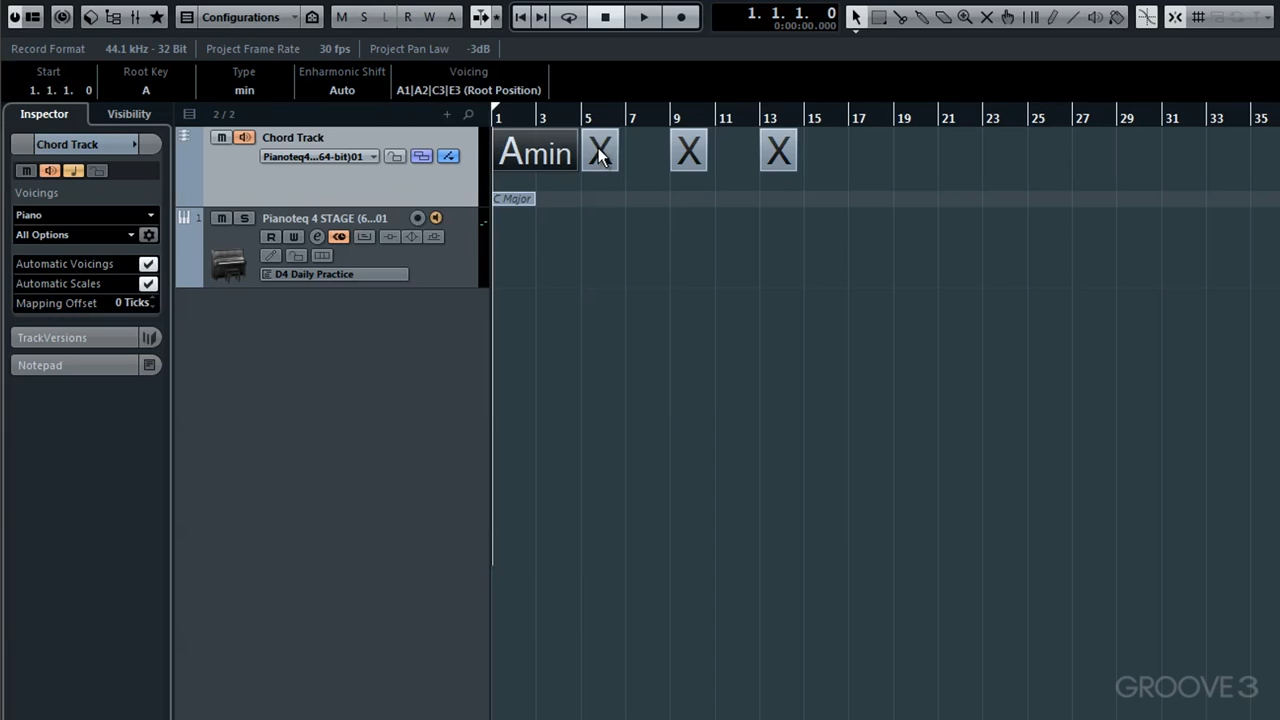 Configurations M S L R W A 1. 1. 1. 0
0:00:00.000
Record Format 44.1 kHz - 32 Bit Project Frame Rate 30 fps Project Pan Law -3dB
Start Root Key Type Enharmonic Shift Voicing
1. 1. 1. 0 A min Auto A1|A2|C3|E3 (Root Position)
Inspector Visibility 2 / 2 + 1 3 5 7 9 11 13 15 17 19 21 23 25 27 29 31 33 35
Chord Track m Chord Track
Pianoteq4...64-bit)01 Amin X X X
m
Voicings C Major
Piano 1 m S Pianoteq 4 STAGE (6...01
All Options R W e
Automatic Voicings D4 Daily Practice
Automatic Scales
Mapping Offset 0 Ticks
TrackVersions
Notepad
GROOVE3